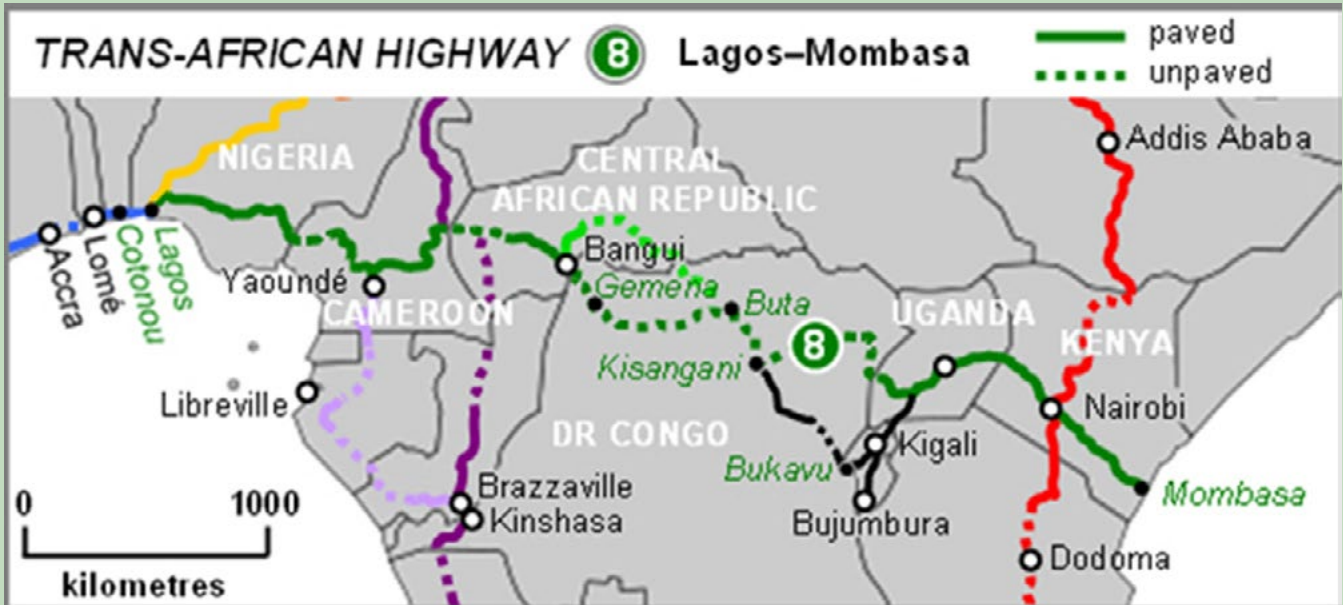 TRANS-AFRICAN HIGHWAY 8 Lagos–Mombasa
paved
unpaved
Addis Ababa
NIGERIA
CENTRAL
AFRICAN REPUBLIC
Accra
Lomé
Cotonou
Lagos
Bangui
Yaoundé
Gemena
Buta
CAMEROON
UGANDA
KENYA
8
Kisangani
Libreville
Nairobi
DR CONGO
Kigali
Bukavu
Brazzaville
Kinshasa
Mombasa
Bujumbura
Dodoma
0 1000
kilometres